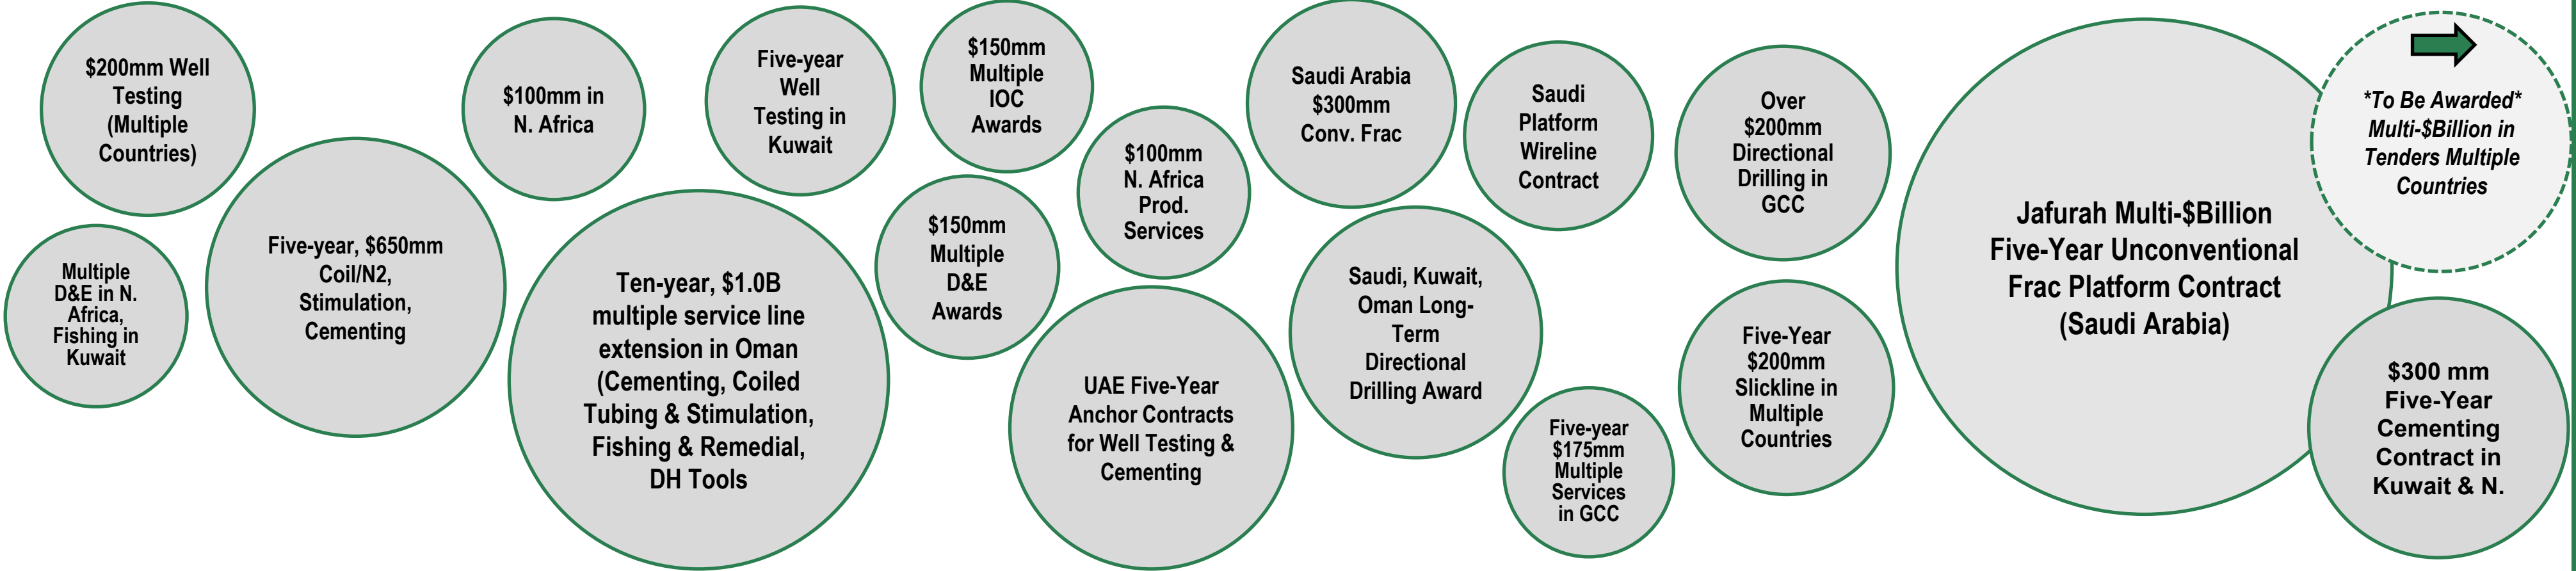 $200mm Well
Testing
(Multiple
Countries)
Multiple
D&E in N.
Africa,
Fishing in
Kuwait
Five-year, $650mm
Coil/N2,
Stimulation,
Cementing
$100mm in
N. Africa
Ten-year, $1.0B
multiple service line
extension in Oman
(Cementing, Coiled
Tubing & Stimulation,
Fishing & Remedial,
DH Tools
Five-year
Well
Testing in
Kuwait
$150mm
Multiple
IOC
Awards
$150mm
Multiple
D&E
Awards
$100mm
N. Africa
Prod.
Services
UAE Five-Year
Anchor Contracts
for Well Testing &
Cementing
Saudi Arabia
$300mm
Conv. Frac
Saudi, Kuwait,
Oman Long-
Term
Directional
Drilling Award
Saudi
Platform
Wireline
Contract
Five-year
$175mm
Multiple
Services
in GCC
Over
$200mm
Directional
Drilling in
GCC
Five-Year
$200mm
Slickline in
Multiple
Countries
Jafurah Multi-$Billion
Five-Year Unconventional
Frac Platform Contract
(Saudi Arabia)
*To Be Awarded*
Multi-$Billion in
Tenders Multiple
Countries
$300 mm
Five-Year
Cementing
Contract in
Kuwait & N.